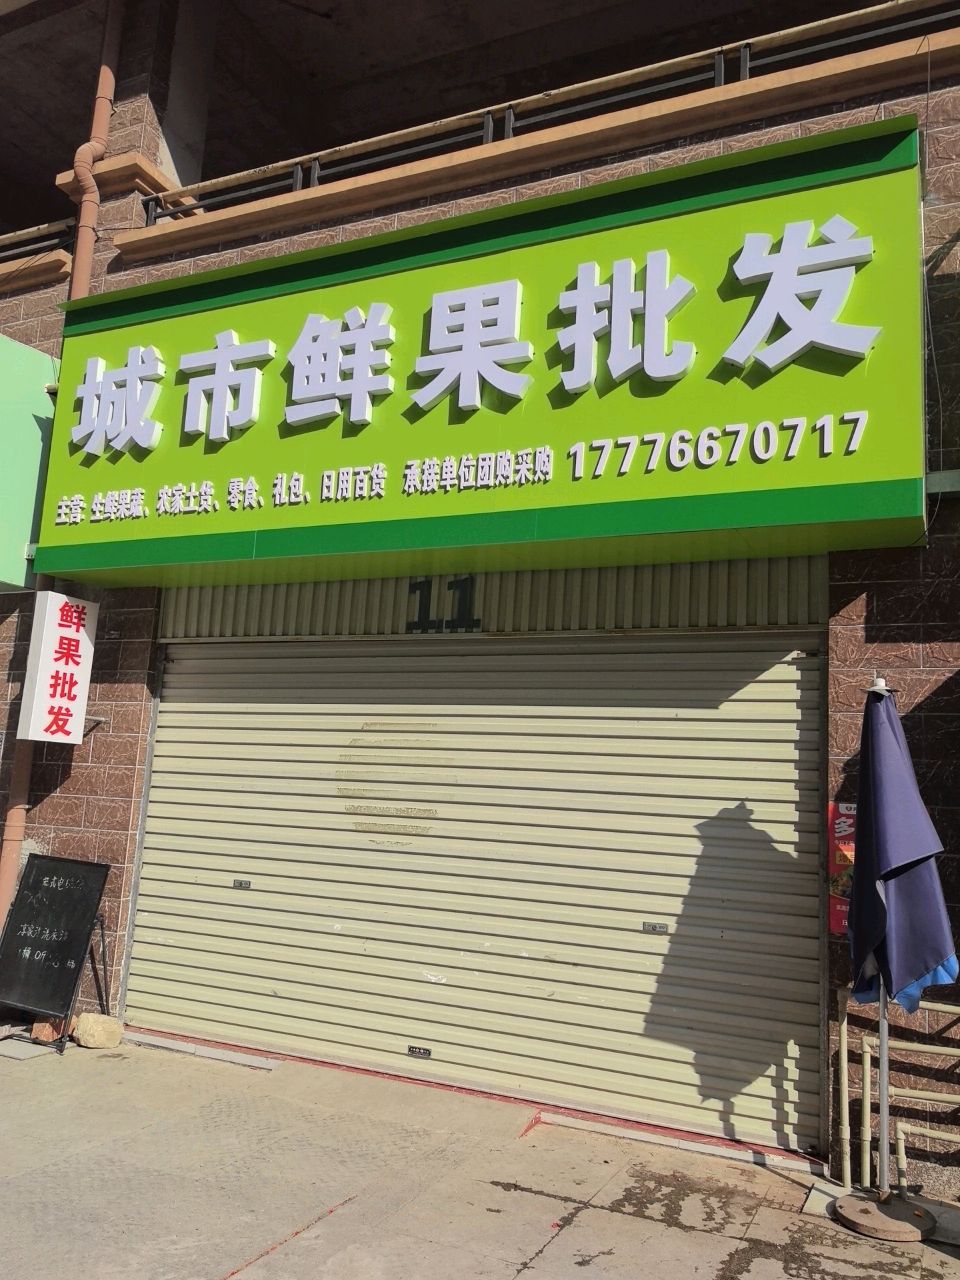 城市鲜果批发
主营: 生鲜果蔬、农家土货、零食、礼包、日用百货 承接单位团购采购 17776670717
11
鲜果批发
多